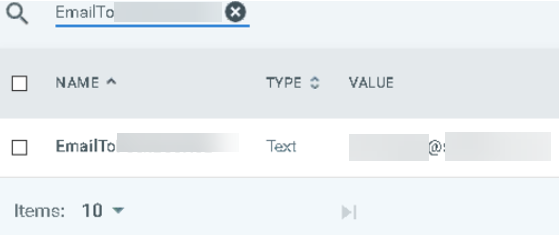 EmailTo
NAME TYPE VALUE
EmailTo Text @
Items: 10